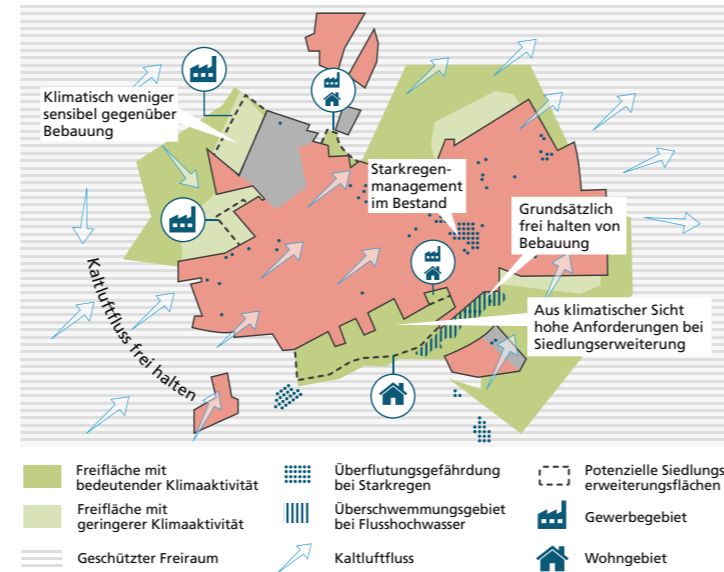 Klimatisch weniger
sensibel gegenüber
Bebauung
Starkregen-
management
im Bestand
Grundsätzlich
frei halten von
Bebauung
Aus klimatischer Sicht
hohe Anforderungen bei
Siedlungserweiterung
Kaltluftfluss frei halten
Freifläche mit
bedeutender Klimaaktivität
Freifläche mit
geringerer Klimaaktivität
Geschützter Freiraum
Überflutungsgefährdung
bei Starkregen
Überschwemmungsgebiet
bei Flusshochwasser
Kaltluftfluss
Potenzielle Siedlungs
erweiterungsflächen
Gewerbegebiet
Wohngebiet